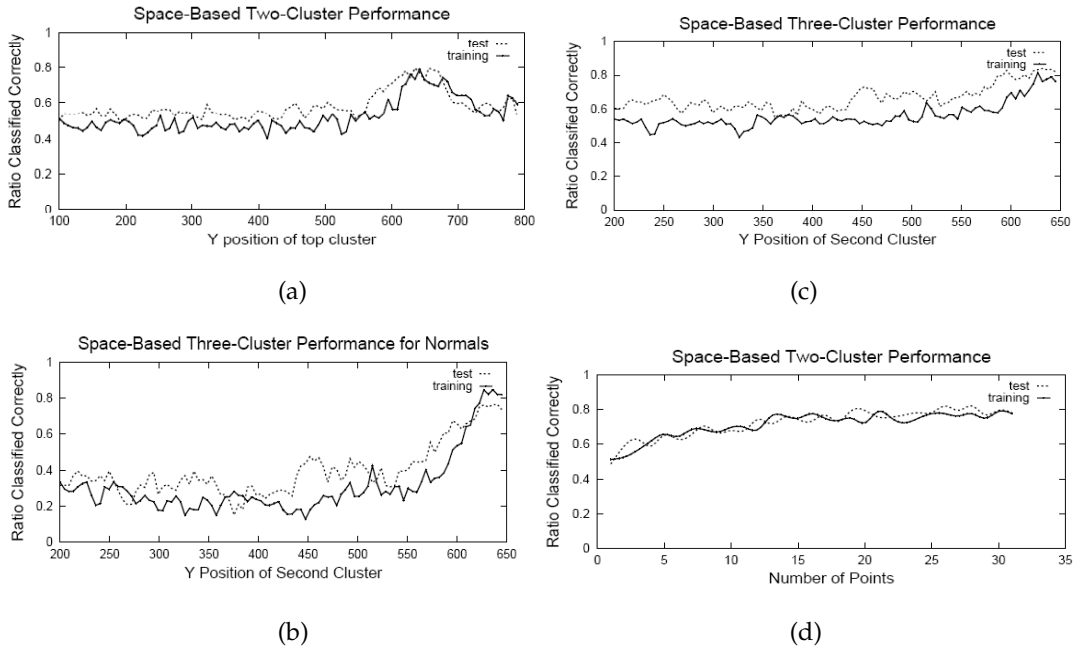 Space-Based Two-Cluster Performance
Ratio Classified Correctly
1
0.8
0.6
0.4
0.2
0
test
training
100 200 300 400 500 600 700 800
Y position of top cluster
(a)
Space-Based Three-Cluster Performance
Ratio Classified Correctly
1
0.8
0.6
0.4
0.2
0
test
training
200 250 300 350 400 450 500 550 600 650
Y Position of Second Cluster
(c)
Space-Based Three-Cluster Performance for Normals
Ratio Classified Correctly
1
0.8
0.6
0.4
0.2
0
test
training
200 250 300 350 400 450 500 550 600 650
Y Position of Second Cluster
(b)
Space-Based Two-Cluster Performance
Ratio Classified Correctly
1
0.8
0.6
0.4
0.2
0
test
training
0 5 10 15 20 25 30 35
Number of Points
(d)